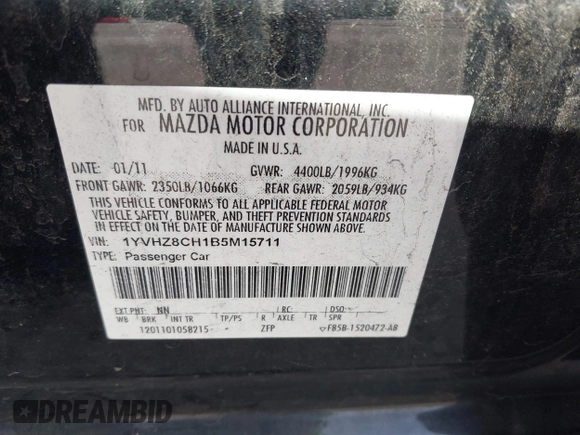 MFD. BY AUTO ALLIANCE INTERNATIONAL, INC.
FOR MAZDA MOTOR CORPORATION
MADE IN U.S.A.
DATE: 01/11 GVWR: 4400LB/1996KG
FRONT GAWR: 2350LB/1066KG REAR GAWR: 2059LB/934KG
THIS VEHICLE CONFORMS TO ALL APPLICABLE FEDERAL MOTOR
VEHICLE SAFETY, BUMPER, AND THEFT PREVENTION STANDARDS
IN EFFECT ON THE DATE OF MANUFACTURE SHOWN ABOVE.
VIN: 1YVHZ8CH1B5M15711
TYPE: Passenger Car
EXT PNT: NN RC: DSO:
WB BRK INT TR TP/PS R AXLE TR SPR
1201101058215 ZFP F85B-1520472-AB
DREAMBID